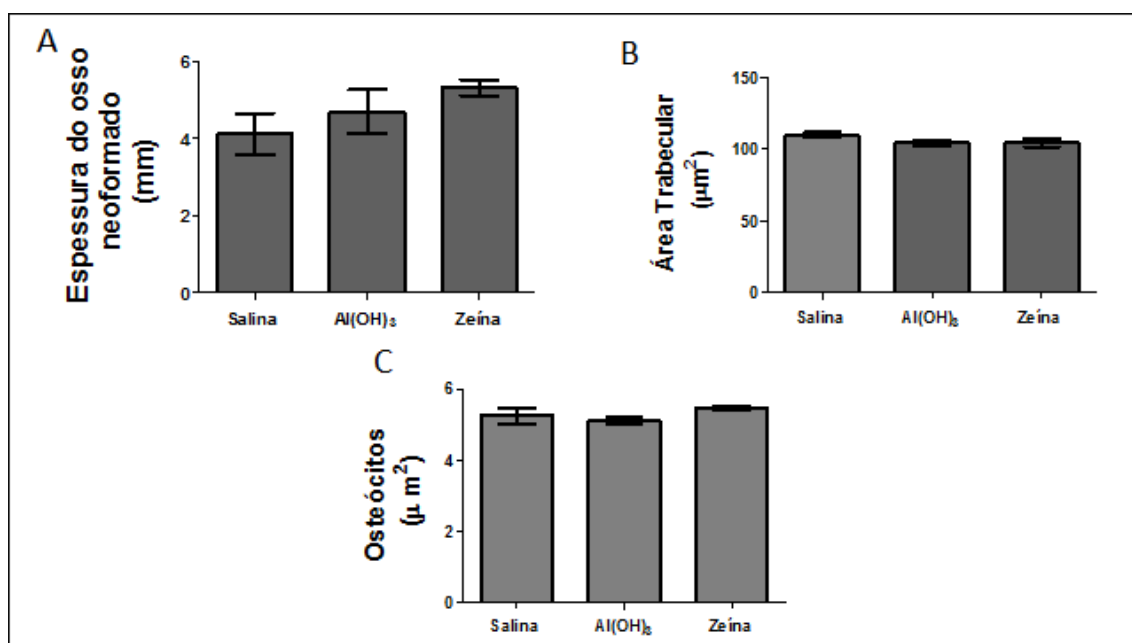 A
Espessura do osso
neoformado
(mm)
6
4
2
0
Salina
Al(OH)₃
Zeína
B
Área Trabecular
(μm²)
150
100
50
0
Salina
Al(OH)₃
Zeína
C
Osteócitos
(μ m²)
6
4
2
0
Salina
Al(OH)₃
Zeína